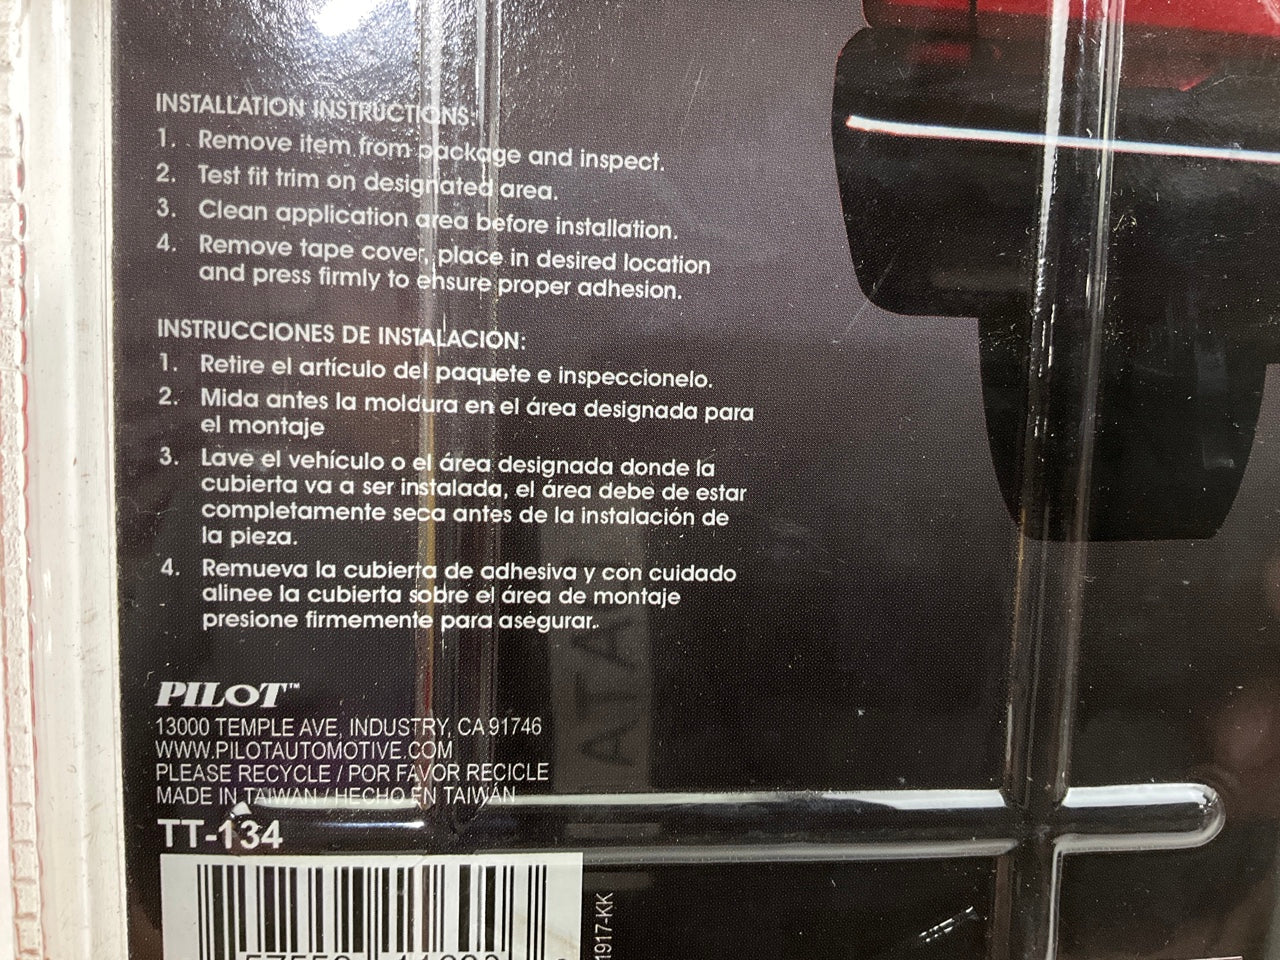 INSTALLATION INSTRUCTIONS:
1. Remove item from package and inspect.
2. Test fit trim on designated area.
3. Clean application area before installation.
4. Remove tape cover, place in desired location
and press firmly to ensure proper adhesion.
INSTRUCCIONES DE INSTALACION:
1. Retire el artículo del paquete e inspeccionelo.
2. Mida antes la moldura en el área designada para
el montaje
3. Lave el vehículo o el área designada donde la
cubierta va a ser instalada, el área debe de estar
completamente seca antes de la instalación de
la pieza.
4. Remueva la cubierta de adhesiva y con cuidado
alinee la cubierta sobre el área de montaje
presione firmemente para asegurar.
PILOT™
13000 TEMPLE AVE, INDUSTRY, CA 91746
WWW.PILOTAUTOMOTIVE.COM
PLEASE RECYCLE / POR FAVOR RECICLE
MADE IN TAIWAN / HECHO EN TAIWÁN
TT-134
1917-KK